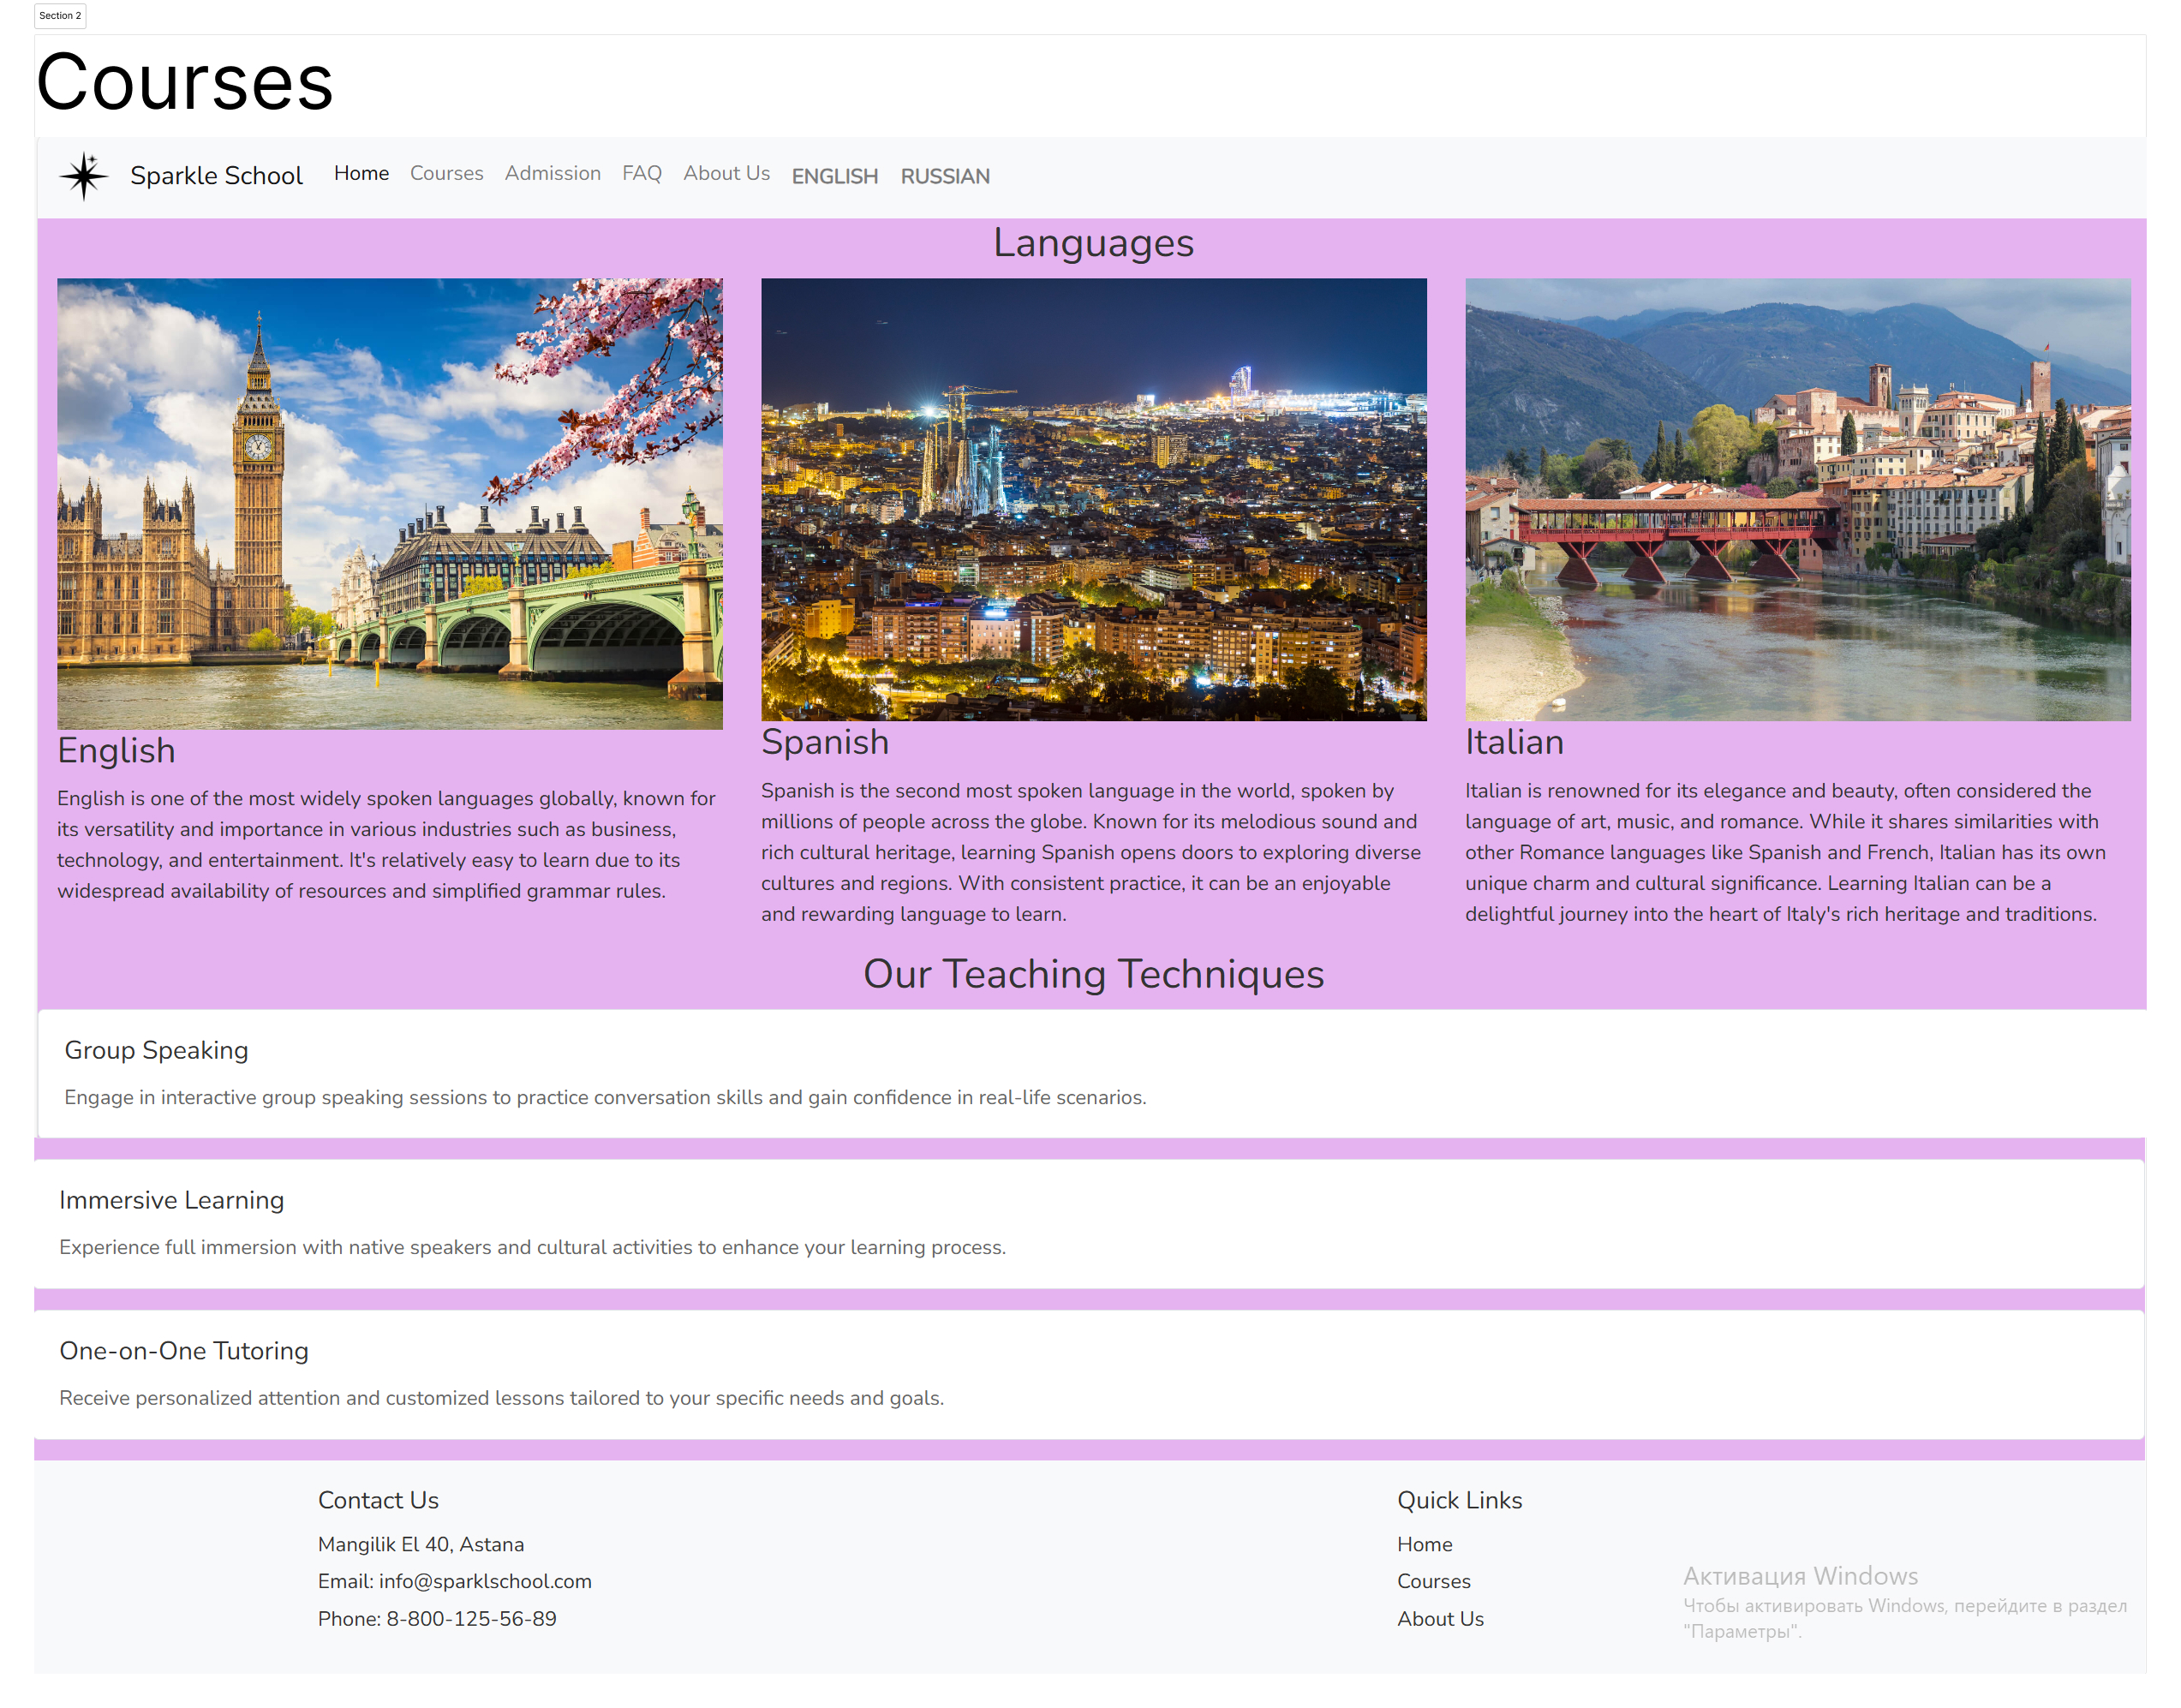 Section 2
Courses
Sparkle School Home Courses Admission FAQ About Us ENGLISH RUSSIAN
Languages
English
English is one of the most widely spoken languages globally, known for
its versatility and importance in various industries such as business,
technology, and entertainment. It's relatively easy to learn due to its
widespread availability of resources and simplified grammar rules.
Spanish
Spanish is the second most spoken language in the world, spoken by
millions of people across the globe. Known for its melodious sound and
rich cultural heritage, learning Spanish opens doors to exploring diverse
cultures and regions. With consistent practice, it can be an enjoyable
and rewarding language to learn.
Italian
Italian is renowned for its elegance and beauty, often considered the
language of art, music, and romance. While it shares similarities with
other Romance languages like Spanish and French, Italian has its own
unique charm and cultural significance. Learning Italian can be a
delightful journey into the heart of Italy's rich heritage and traditions.
Our Teaching Techniques
Group Speaking
Engage in interactive group speaking sessions to practice conversation skills and gain confidence in real-life scenarios.
Immersive Learning
Experience full immersion with native speakers and cultural activities to enhance your learning process.
One-on-One Tutoring
Receive personalized attention and customized lessons tailored to your specific needs and goals.
Contact Us
Mangilik El 40, Astana
Email: info@sparklschool.com
Phone: 8-800-125-56-89
Quick Links
Home
Courses
About Us
Активация Windows
Чтобы активировать Windows, перейдите в раздел
"Параметры".